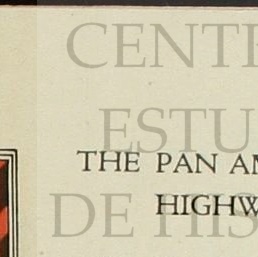 CENT
ESTU
THE PAN AM
HIGHW
DE HIS